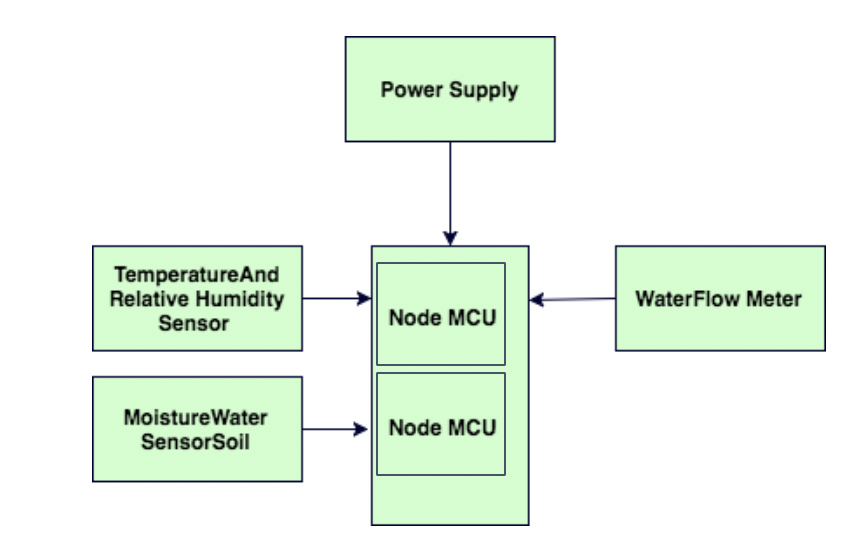 Power Supply
TemperatureAnd
Relative Humidity
Sensor
Node MCU
WaterFlow Meter
MoistureWater
SensorSoil
Node MCU